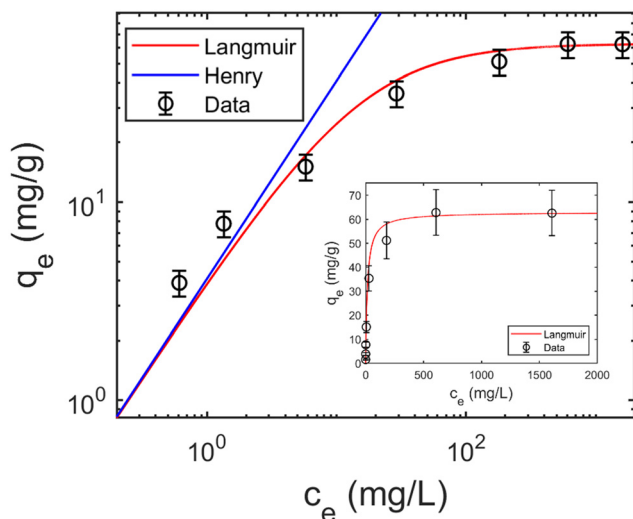 Langmuir
Henry
Data
q_e (mg/g)
10^1
10^0
10^0
10^2
c_e (mg/L)
70
60
50
40
30
20
10
0
q_e (mg/g)
Langmuir
Data
0
500
1000
1500
2000
c_e (mg/L)